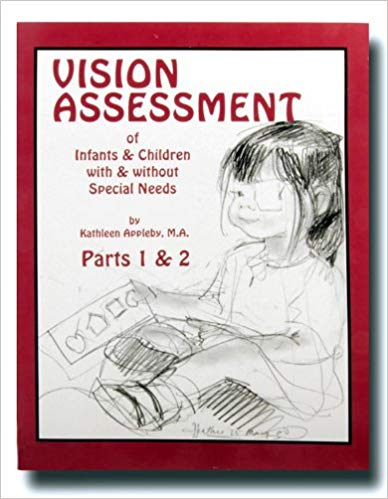 VISION
ASSESSMENT
of
Infants & Children
with & without
Special Needs
by
Kathleen Appleby, M.A.
Parts 1 & 2